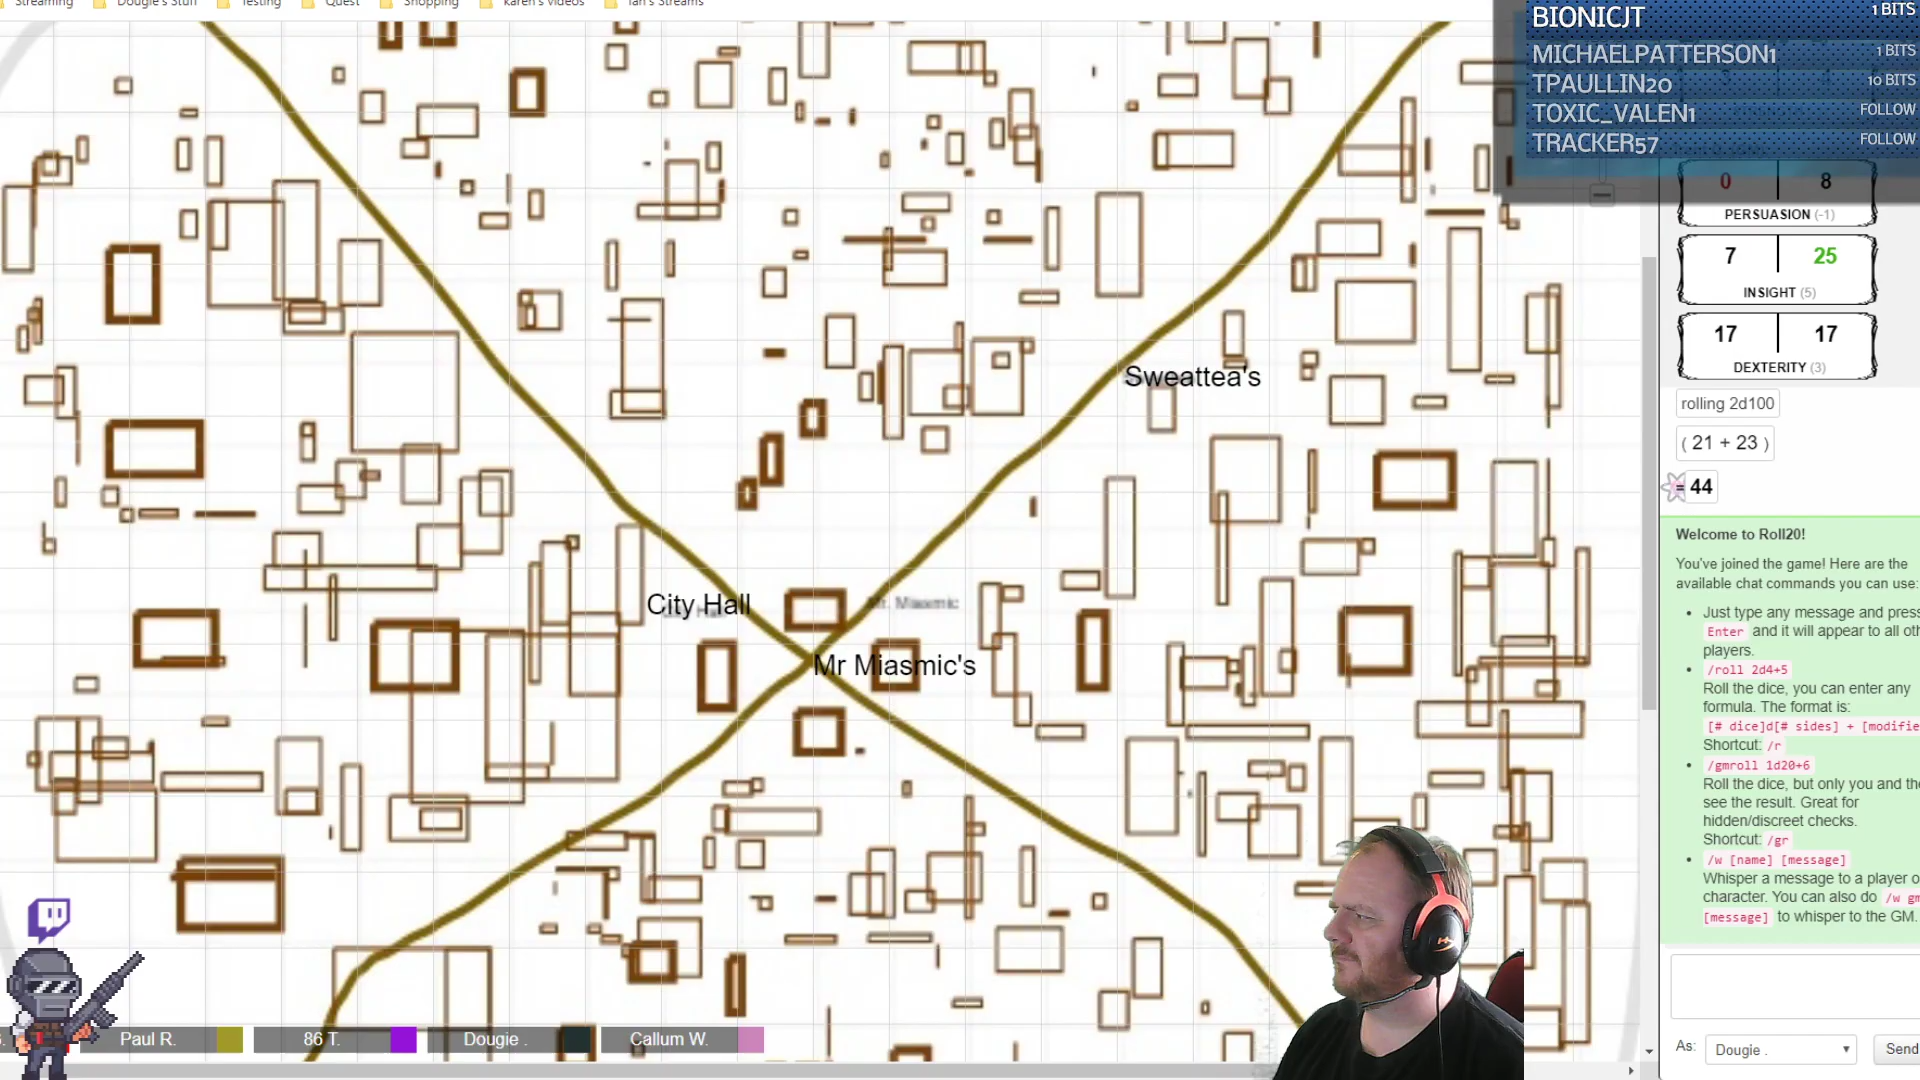 Streaming
Dougie's Stuff
Testing
Quest
Shopping
karen's videos
Ian's Streams
BIONICJT 1 BITS
MICHAELPATTERSON1 1 BITS
TPAULLIN20 10 BITS
TOXIC_VALEN1 FOLLOW
TRACKER57 FOLLOW
0 8
PERSUASION (-1)
7 25
INSIGHT (5)
17 17
DEXTERITY (3)
rolling 2d100
( 21 + 23 )
= 44
Welcome to Roll20!
You've joined the game! Here are the
available chat commands you can use:
Just type any message and press
Enter and it will appear to all oth
players.
/roll 2d4+5
Roll the dice, you can enter any
formula. The format is:
[# dice]d[# sides] + [modifie
Shortcut: /r
/gmroll 1d20+6
Roll the dice, but only you and the
see the result. Great for
hidden/discreet checks.
Shortcut: /gr
/w [name] [message]
Whisper a message to a player o
character. You can also do /w gm
[message] to whisper to the GM.
As: Dougie . Send
Sweattea's
City Hall
Mr. Miasmic
Mr Miasmic's
Paul R.
86 T.
Dougie .
Callum W.